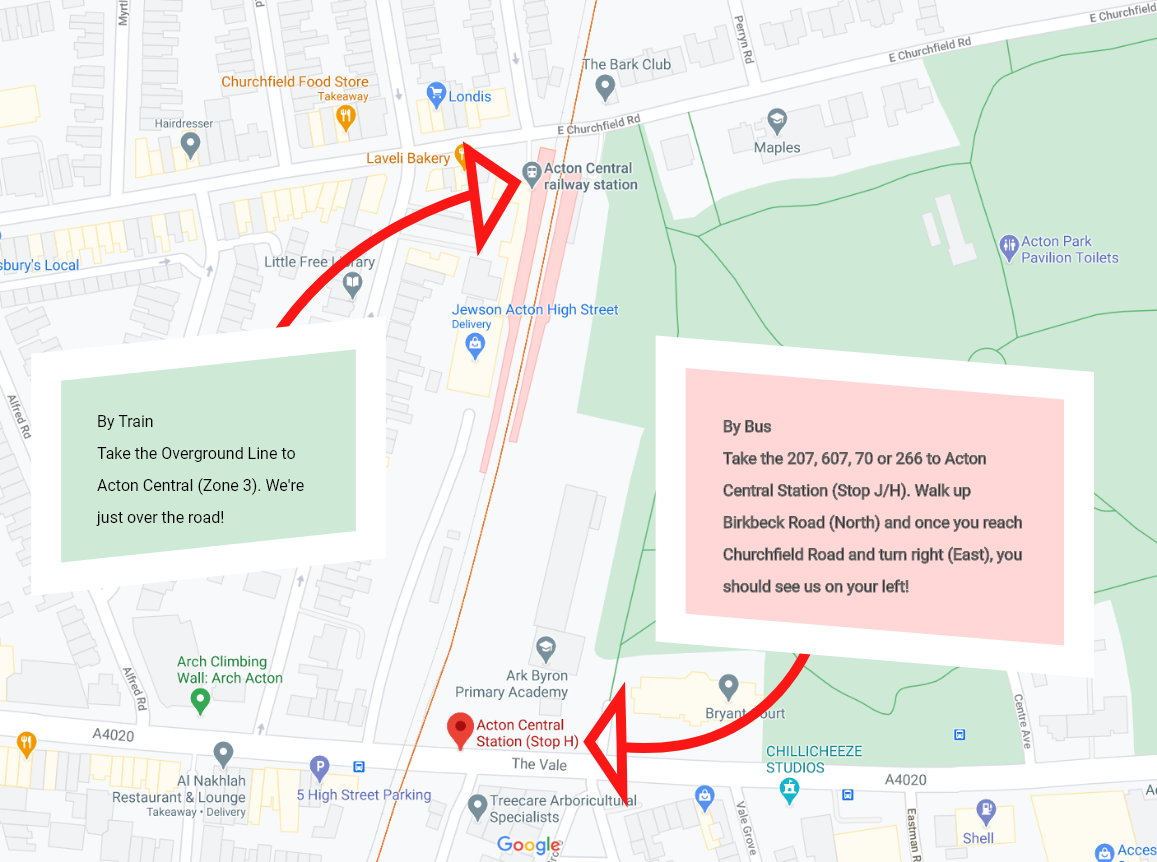 Myrtl
d
Perryn Rd
E Churchfield
E Churchfield Rd
The Bark Club
Churchfield Food Store
Takeaway
Londis
Hairdresser
E Churchfield Rd
Maples
Laveli Bakery
Acton Central
railway station
Acton Park
Pavilion Toilets
sbury's Local
Little Free Library
Jewson Acton High Street
Delivery
Alfred Rd
By Train
Take the Overground Line to
Acton Central (Zone 3). We're
just over the road!
By Bus
Take the 207, 607, 70 or 266 to Acton
Central Station (Stop J/H). Walk up
Birkbeck Road (North) and once you reach
Churchfield Road and turn right (East), you
should see us on your left!
Arch Climbing
Wall: Arch Acton
Alfred Rd
Ark Byron
Primary Academy
Bryant Court
Centre Ave
Acton Central
Station (Stop H)
A4020
The Vale
CHILLICHEEZE
STUDIOS
A4020
Al Nakhlah
Restaurant & Lounge
Takeaway • Delivery
P
5 High Street Parking
Treecare Arboricultural
Specialists
Vale Grove
Eastman R
Shell
Google
Acces